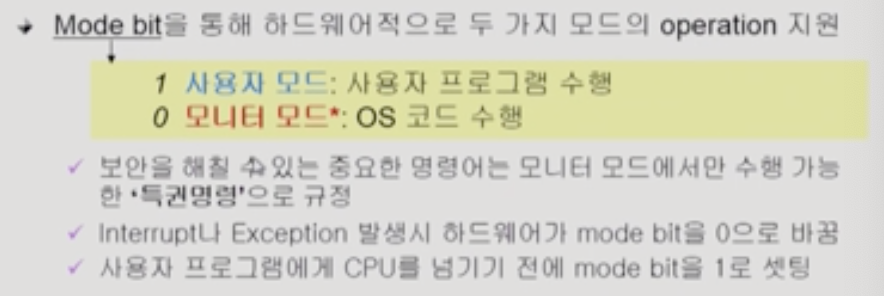 Mode bit을 통해 하드웨어적으로 두 가지 모드의 operation 지원
1 사용자 모드: 사용자 프로그램 수행
0 모니터 모드*: OS 코드 수행
✓ 보안을 해칠 수 있는 중요한 명령어는 모니터 모드에서만 수행 가능
한 ‘특권명령’으로 규정
✓ Interrupt나 Exception 발생시 하드웨어가 mode bit을 0으로 바꿈
✓ 사용자 프로그램에게 CPU를 넘기기 전에 mode bit을 1로 셋팅